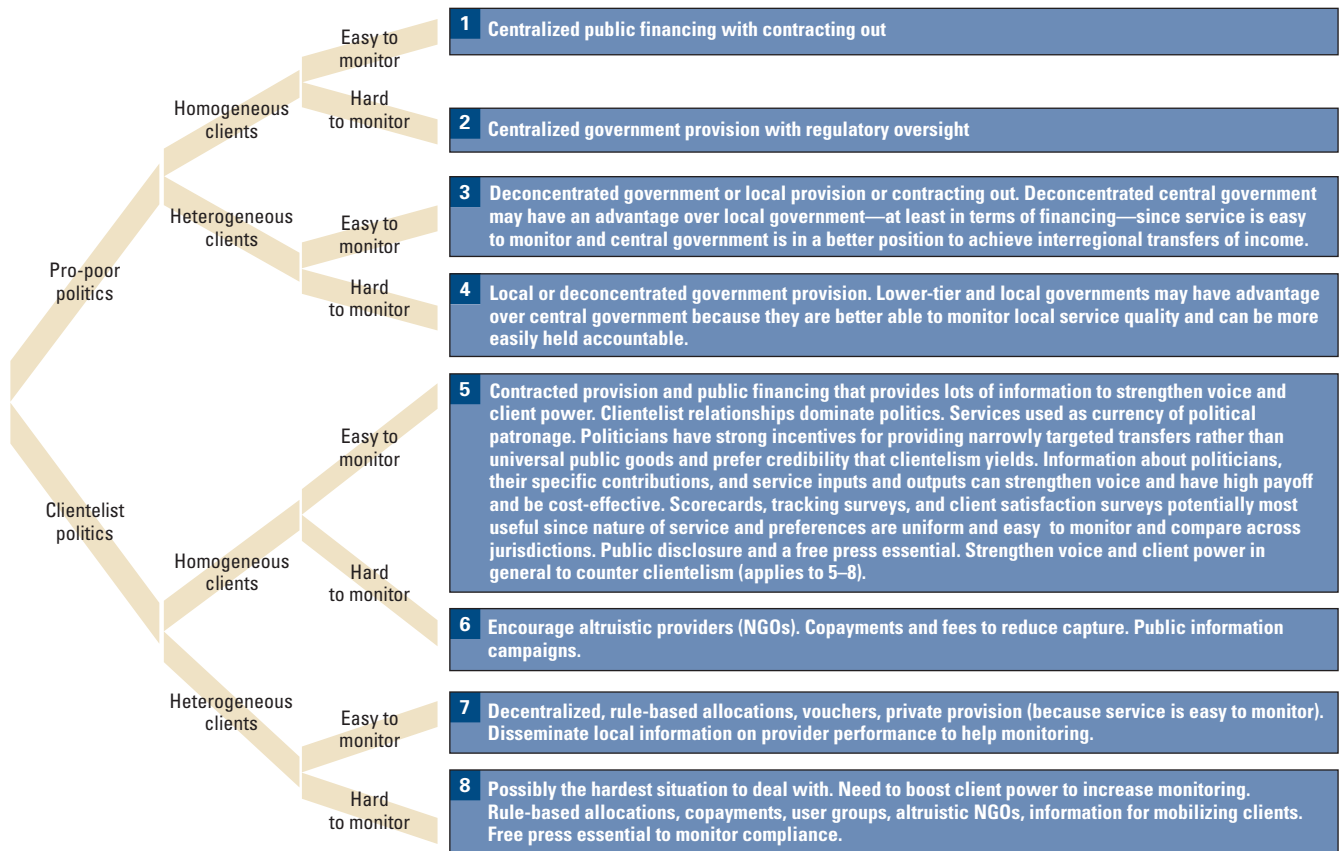 Easy to
monitor
1 Centralized public financing with contracting out
Homogeneous
clients
Hard
to monitor
2 Centralized government provision with regulatory oversight
Pro-poor
politics
Heterogeneous
clients
Easy to
monitor
3 Deconcentrated government or local provision or contracting out. Deconcentrated central government
may have an advantage over local government—at least in terms of financing—since service is easy
to monitor and central government is in a better position to achieve interregional transfers of income.
Hard
to monitor
4 Local or deconcentrated government provision. Lower-tier and local governments may have advantage
over central government because they are better able to monitor local service quality and can be more
easily held accountable.
Clientelist
politics
Homogeneous
clients
Easy to
monitor
5 Contracted provision and public financing that provides lots of information to strengthen voice and
client power. Clientelist relationships dominate politics. Services used as currency of political
patronage. Politicians have strong incentives for providing narrowly targeted transfers rather than
universal public goods and prefer credibility that clientelism yields. Information about politicians,
their specific contributions, and service inputs and outputs can strengthen voice and have high payoff
and be cost-effective. Scorecards, tracking surveys, and client satisfaction surveys potentially most
useful since nature of service and preferences are uniform and easy to monitor and compare across
jurisdictions. Public disclosure and a free press essential. Strengthen voice and client power in
general to counter clientelism (applies to 5–8).
Hard
to monitor
6 Encourage altruistic providers (NGOs). Copayments and fees to reduce capture. Public information
campaigns.
Heterogeneous
clients
Easy to
monitor
7 Decentralized, rule-based allocations, vouchers, private provision (because service is easy to monitor).
Disseminate local information on provider performance to help monitoring.
Hard
to monitor
8 Possibly the hardest situation to deal with. Need to boost client power to increase monitoring.
Rule-based allocations, copayments, user groups, altruistic NGOs, information for mobilizing clients.
Free press essential to monitor compliance.